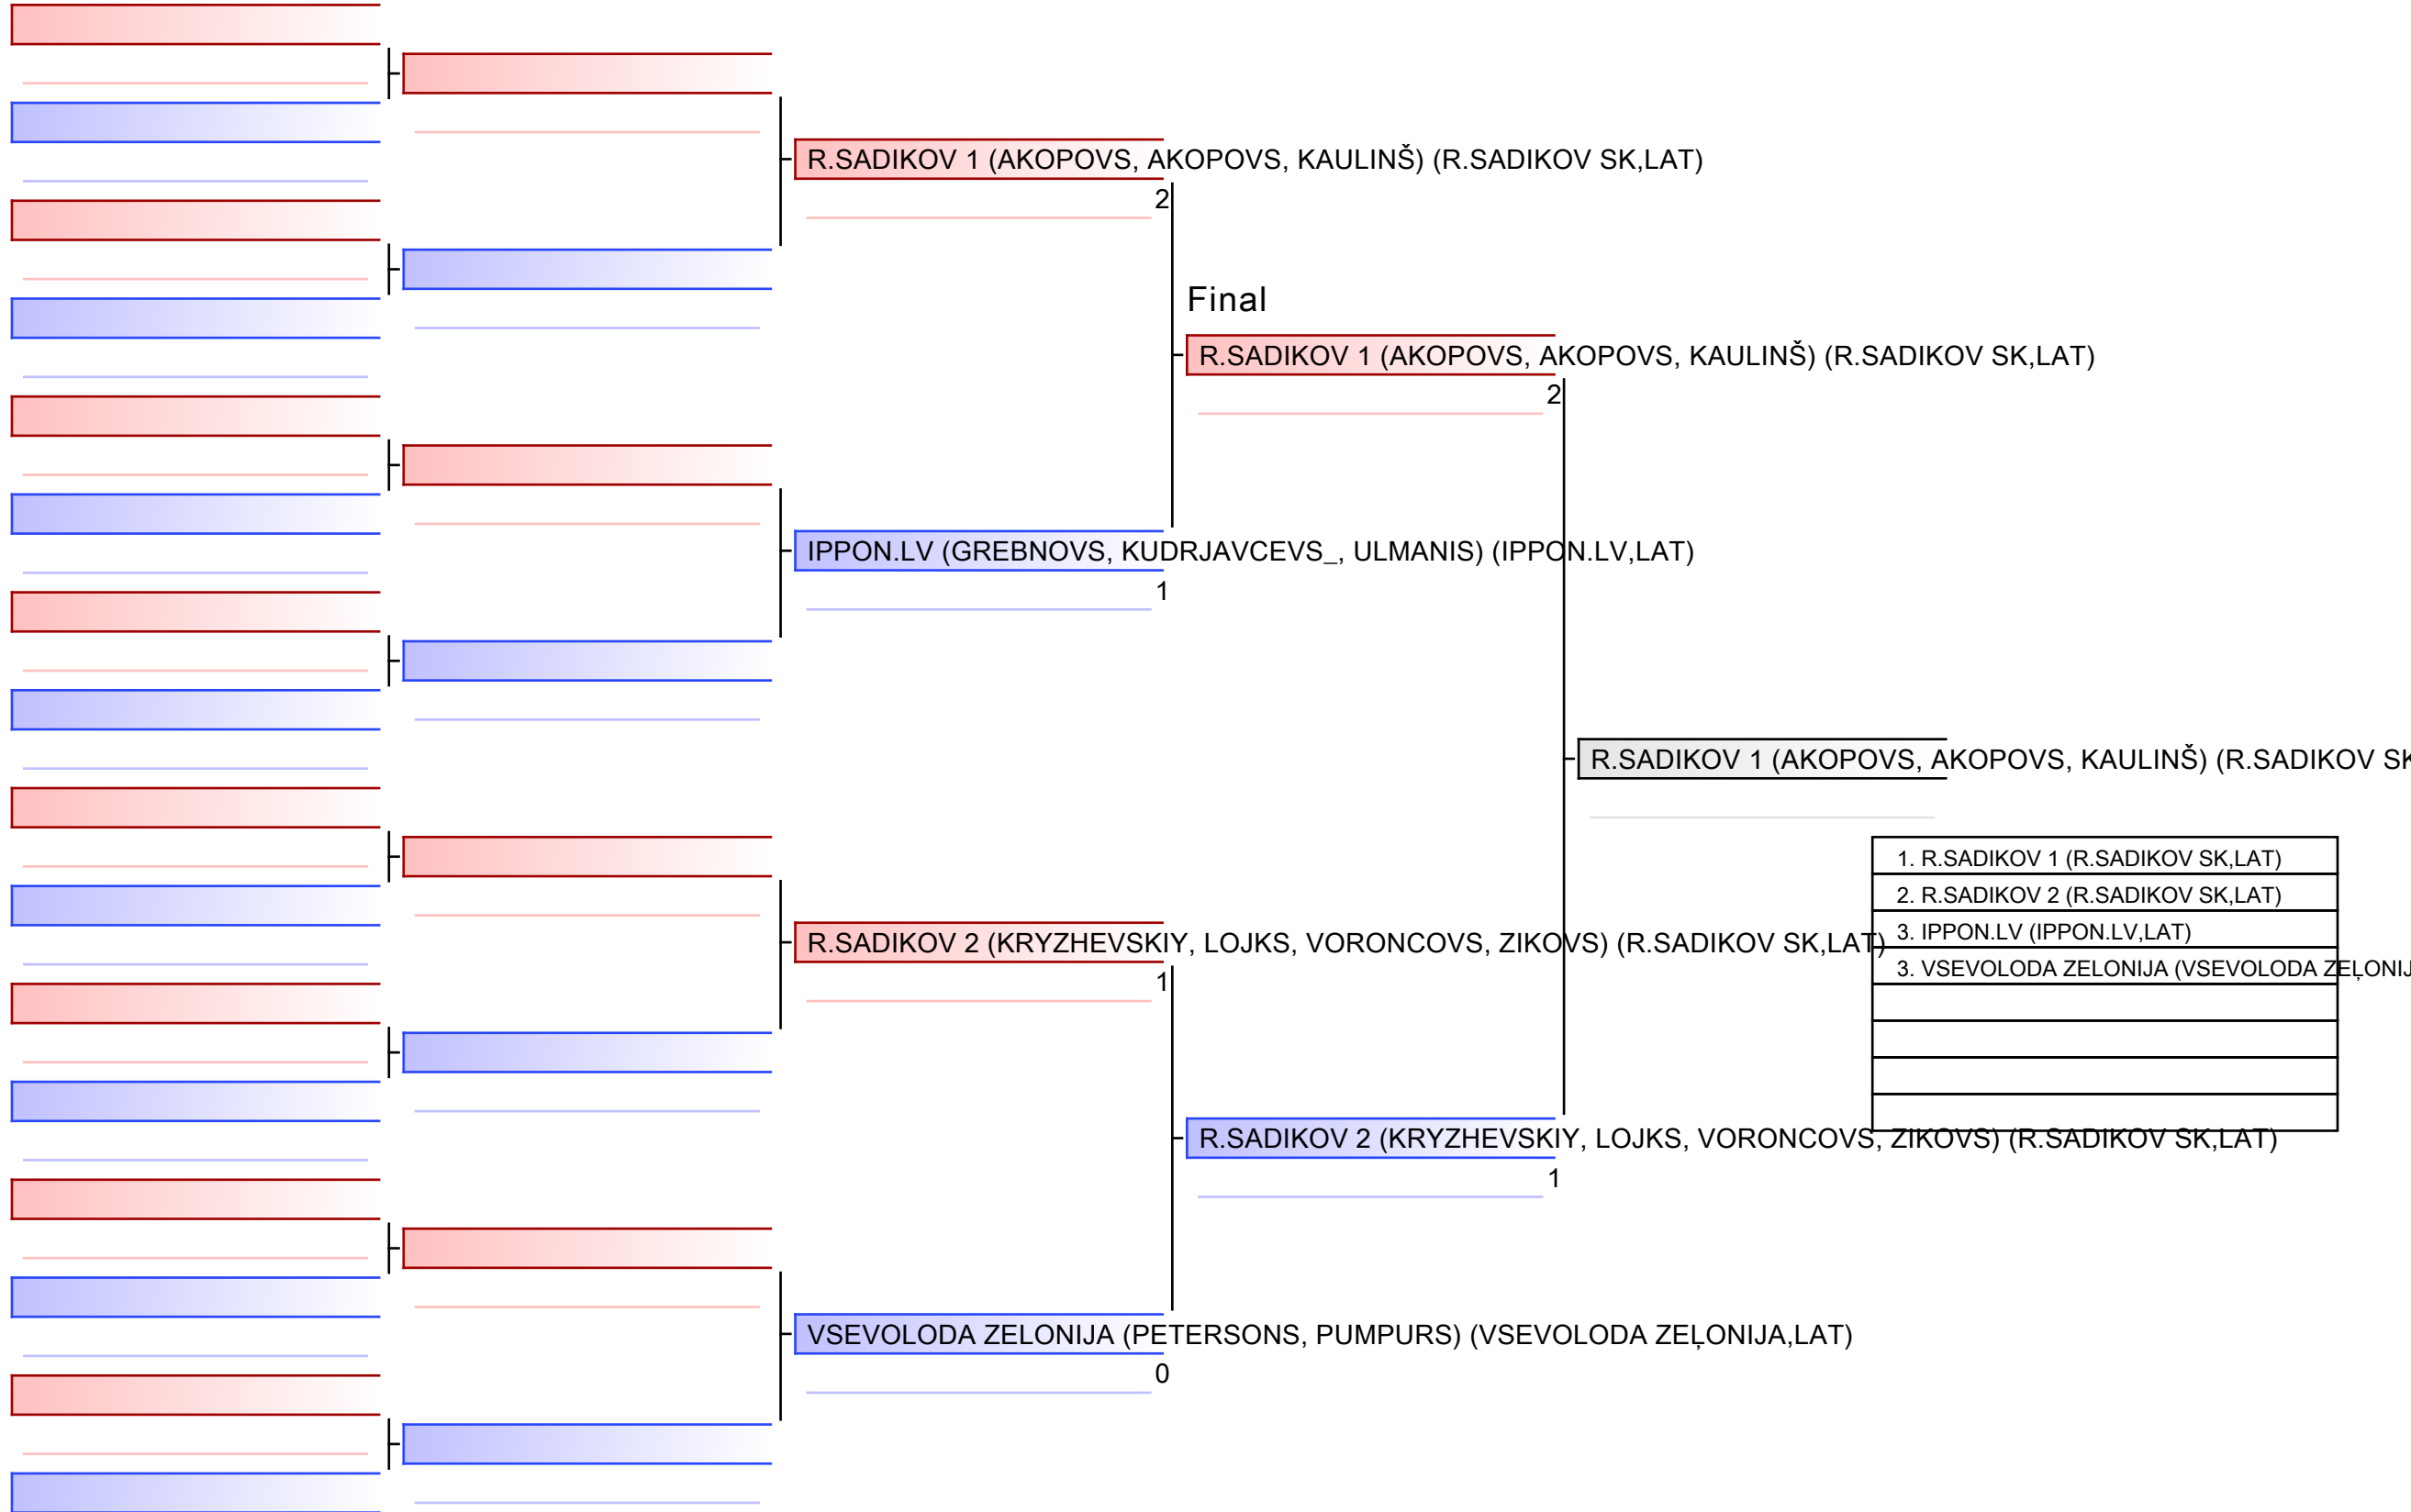 R.SADIKOV 1 (AKOPOVS, AKOPOVS, KAULINŠ) (R.SADIKOV SK,LAT)
2
Final
R.SADIKOV 1 (AKOPOVS, AKOPOVS, KAULINŠ) (R.SADIKOV SK,LAT)
2
IPPON.LV (GREBNOVS, KUDRJAVCEVS_, ULMANIS) (IPPON.LV,LAT)
1
R.SADIKOV 1 (AKOPOVS, AKOPOVS, KAULINŠ) (R.SADIKOV SK
1. R.SADIKOV 1 (R.SADIKOV SK,LAT)
2. R.SADIKOV 2 (R.SADIKOV SK,LAT)
3. IPPON.LV (IPPON.LV,LAT)
R.SADIKOV 2 (KRYZHEVSKIY, LOJKS, VORONCOVS, ZIKOVS) (R.SADIKOV SK,LAT)
3. VSEVOLODA ZELONIJA (VSEVOLODA ZEĻONIJ
1
R.SADIKOV 2 (KRYZHEVSKIY, LOJKS, VORONCOVS, ZIKOVS) (R.SADIKOV SK,LAT)
1
VSEVOLODA ZELONIJA (PETERSONS, PUMPURS) (VSEVOLODA ZEĻONIJA,LAT)
0